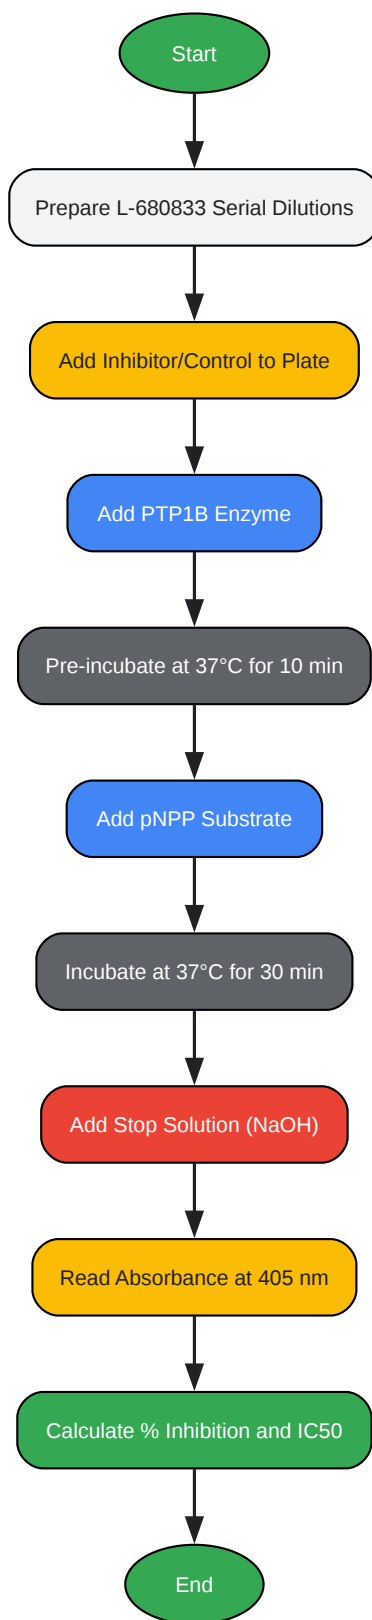 Start
Prepare L-680833 Serial Dilutions
Add Inhibitor/Control to Plate
Add PTP1B Enzyme
Pre-incubate at 37°C for 10 min
Add pNPP Substrate
Incubate at 37°C for 30 min
Add Stop Solution (NaOH)
Read Absorbance at 405 nm
Calculate % Inhibition and IC50
End